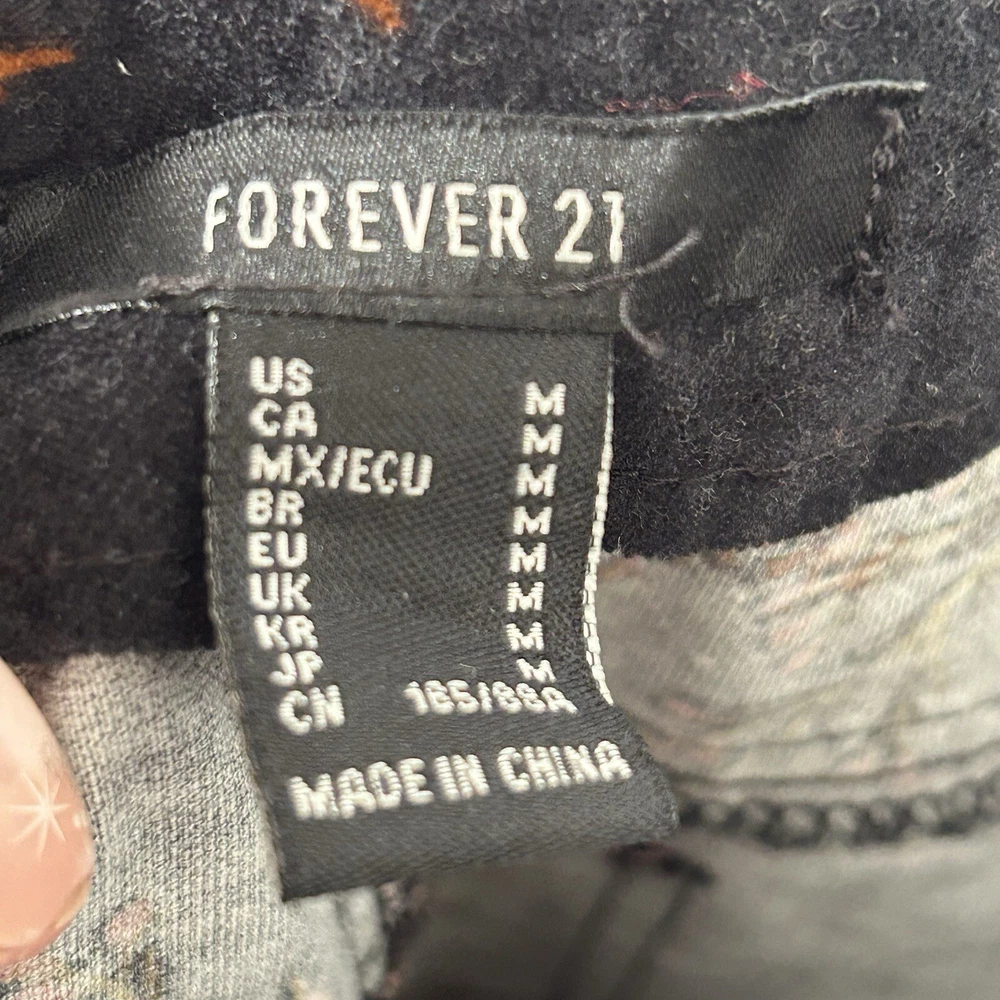 FOREVER 21
US M
CA M
MX/ECU M
BR M
EU M
UK M
KR M
JP M
CN 165/88A
MADE IN CHINA